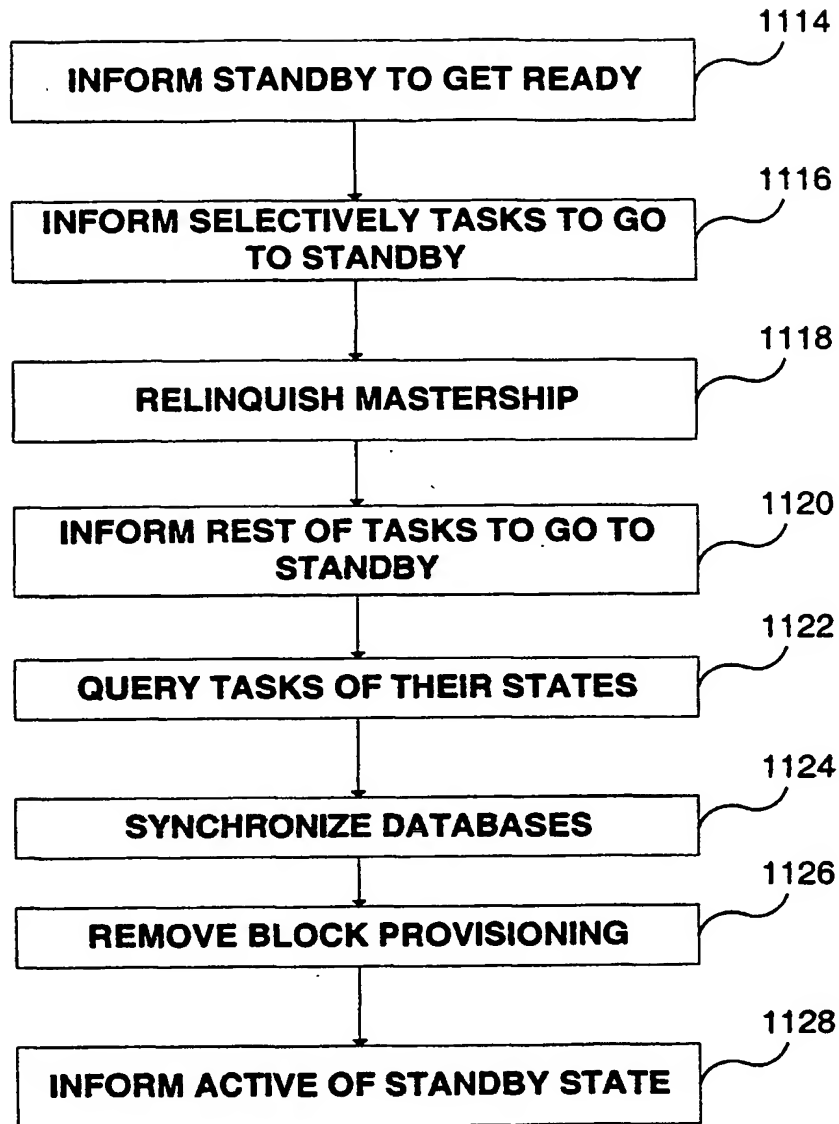 1114
INFORM STANDBY TO GET READY
1116
INFORM SELECTIVELY TASKS TO GO
TO STANDBY
1118
RELINQUISH MASTERSHIP
1120
INFORM REST OF TASKS TO GO TO
STANDBY
1122
QUERY TASKS OF THEIR STATES
1124
SYNCHRONIZE DATABASES
1126
REMOVE BLOCK PROVISIONING
1128
INFORM ACTIVE OF STANDBY STATE